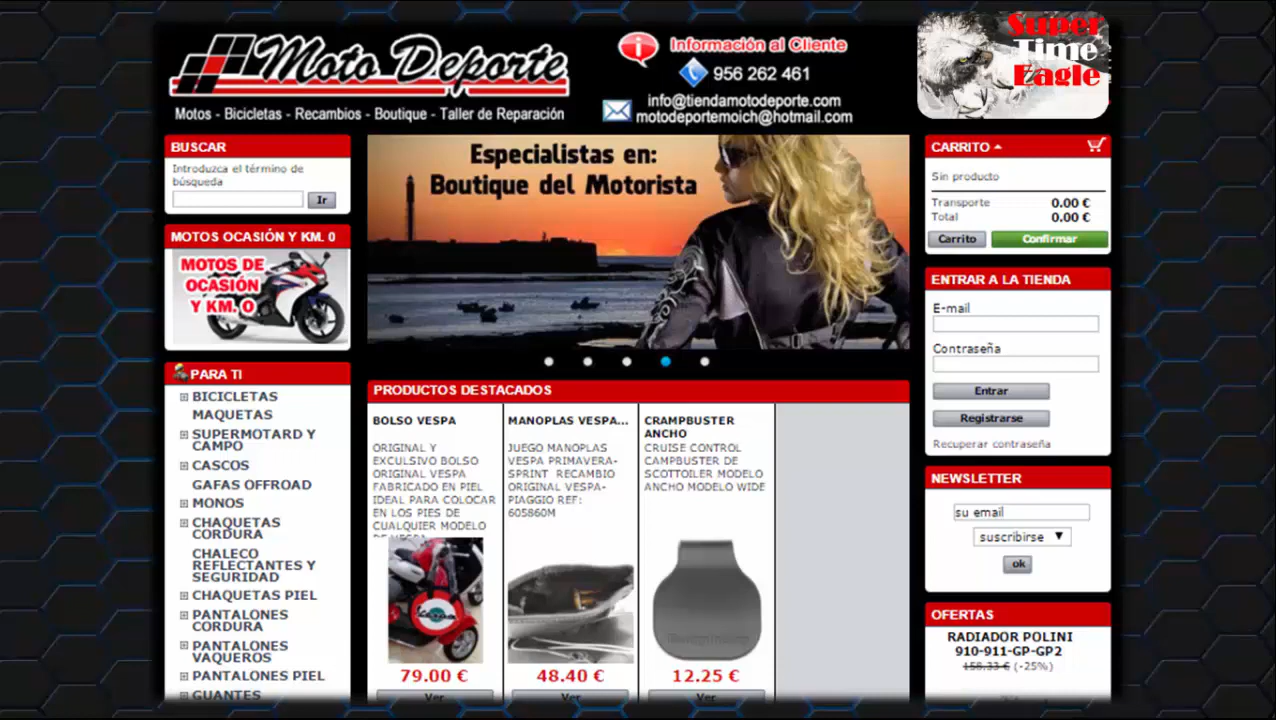 Moto Deporte
Motos - Bicicletas - Recambios - Boutique - Taller de Reparación
Información al Cliente
956 262 461
info@tiendamotodeporte.com
motodeportemoich@hotmail.com
Super
Time
Eagle
BUSCAR
Introduzca el término de
búsqueda
Ir
MOTOS OCASIÓN Y KM. 0
MOTOS DE
OCASIÓN
Y KM. 0
PARA TI
BICICLETAS
MAQUETAS
SUPERMOTARD Y
CAMPO
CASCOS
GAFAS OFFROAD
MONOS
CHAQUETAS
CORDURA
CHALECO
REFLECTANTES Y
SEGURIDAD
CHAQUETAS PIEL
PANTALONES
CORDURA
PANTALONES
VAQUEROS
PANTALONES PIEL
GUANTES
Especialistas en:
Boutique del Motorista
PRODUCTOS DESTACADOS
BOLSO VESPA
ORIGINAL Y
EXCULSIVO BOLSO
ORIGINAL VESPA
FABRICADO EN PIEL
IDEAL PARA COLOCAR
EN LOS PIES DE
CUALQUIER MODELO
79.00 €
Ver
MANOPLAS VESPA...
JUEGO MANOPLAS
VESPA PRIMAVERA-
SPRINT RECAMBIO
ORIGINAL VESPA-
PIAGGIO REF:
605860M
48.40 €
Ver
CRAMPBUSTER
ANCHO
CRUISE CONTROL
CAMPBUSTER DE
SCOTTOILER MODELO
ANCHO MODELO WIDE
12.25 €
Ver
CARRITO
Sin producto
Transporte 0.00 €
Total 0.00 €
Carrito Confirmar
ENTRAR A LA TIENDA
E-mail
Contraseña
Entrar
Registrarse
Recuperar contraseña
NEWSLETTER
su email
suscribirse
ok
OFERTAS
RADIADOR POLINI
910-911-GP-GP2
158,33 € (-25%)